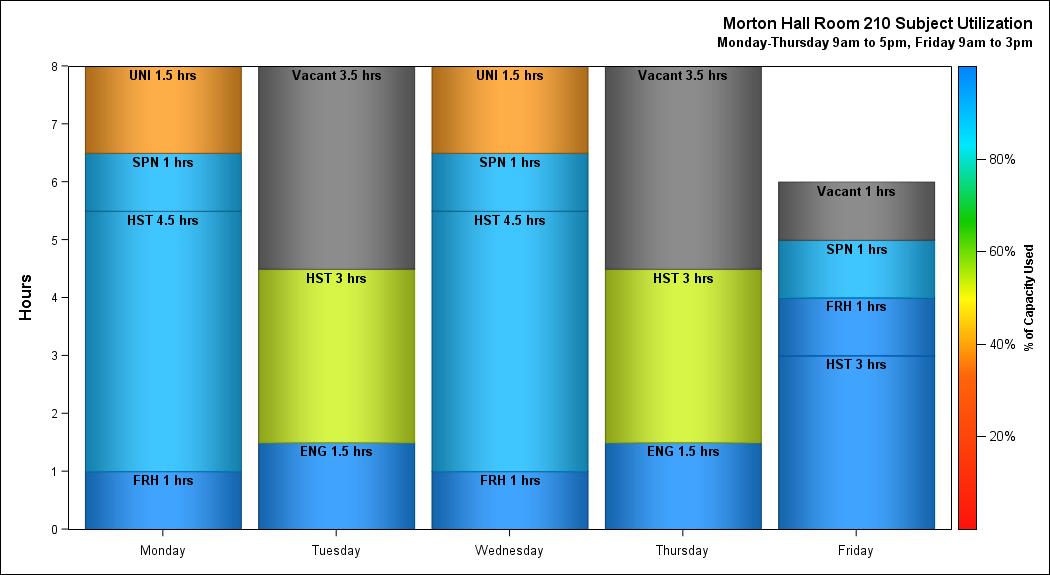 Morton Hall Room 210 Subject Utilization
Monday-Thursday 9am to 5pm, Friday 9am to 3pm
Hours
8
7
6
5
4
3
2
1
0
UNI 1.5 hrs
SPN 1 hrs
HST 4.5 hrs
FRH 1 hrs
Vacant 3.5 hrs
HST 3 hrs
ENG 1.5 hrs
UNI 1.5 hrs
SPN 1 hrs
HST 4.5 hrs
FRH 1 hrs
Vacant 3.5 hrs
HST 3 hrs
ENG 1.5 hrs
Vacant 1 hrs
SPN 1 hrs
FRH 1 hrs
HST 3 hrs
Monday
Tuesday
Wednesday
Thursday
Friday
80%
60%
40%
20%
% of Capacity Used